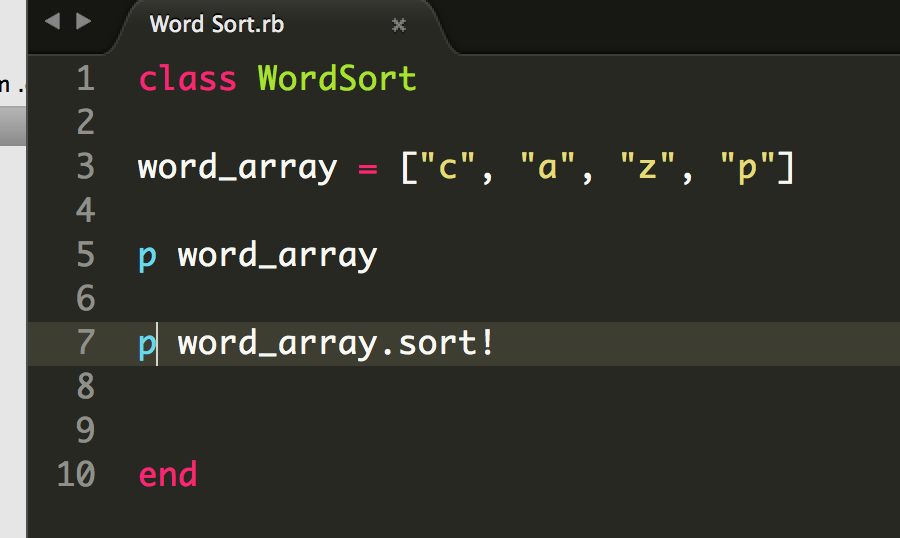 Word Sort.rb
m .
1 class WordSort
2
3 word_array = ["c", "a", "z", "p"]
4
5 p word_array
6
7 p word_array.sort!
8
9
10 end